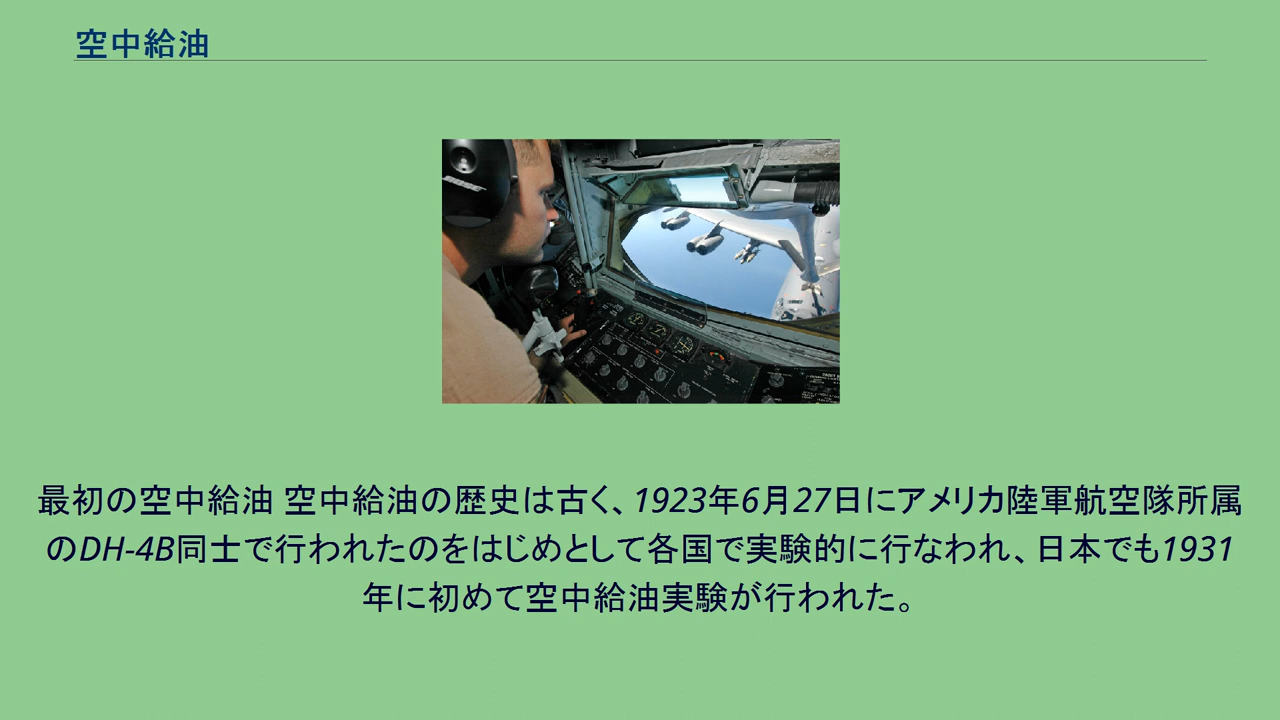 空中給油
最初の空中給油 空中給油の歴史は古く、1923年6月27日にアメリカ陸軍航空隊所属
のDH-4B同士で行われたのをはじめとして各国で実験的に行なわれ、日本でも1931
年に初めて空中給油実験が行われた。